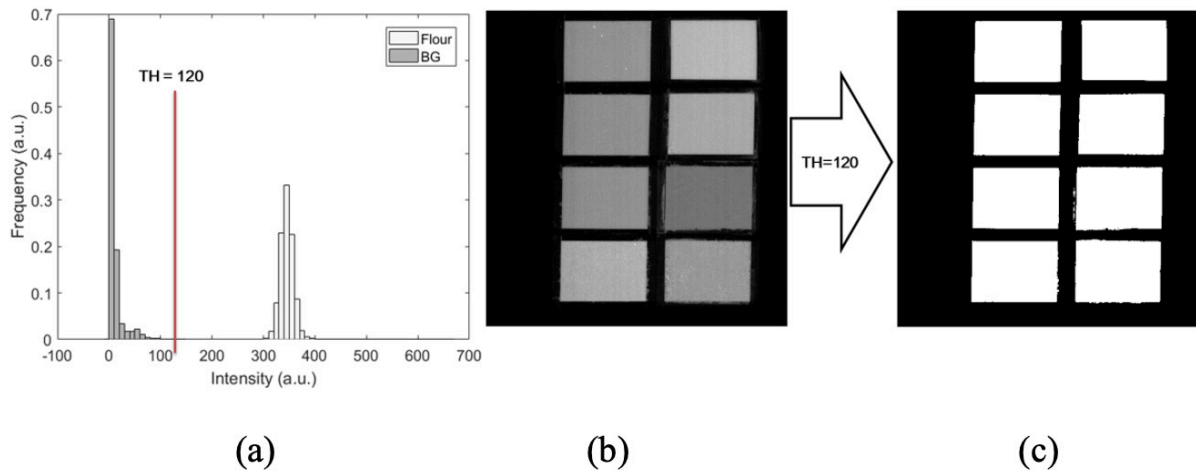 0.7
0.6
0.5
0.4
0.3
0.2
0.1
0
Frequency (a.u.)
-100 0 100 200 300 400 500 600 700
Intensity (a.u.)
TH = 120
Flour
BG
TH=120
(a) (b) (c)